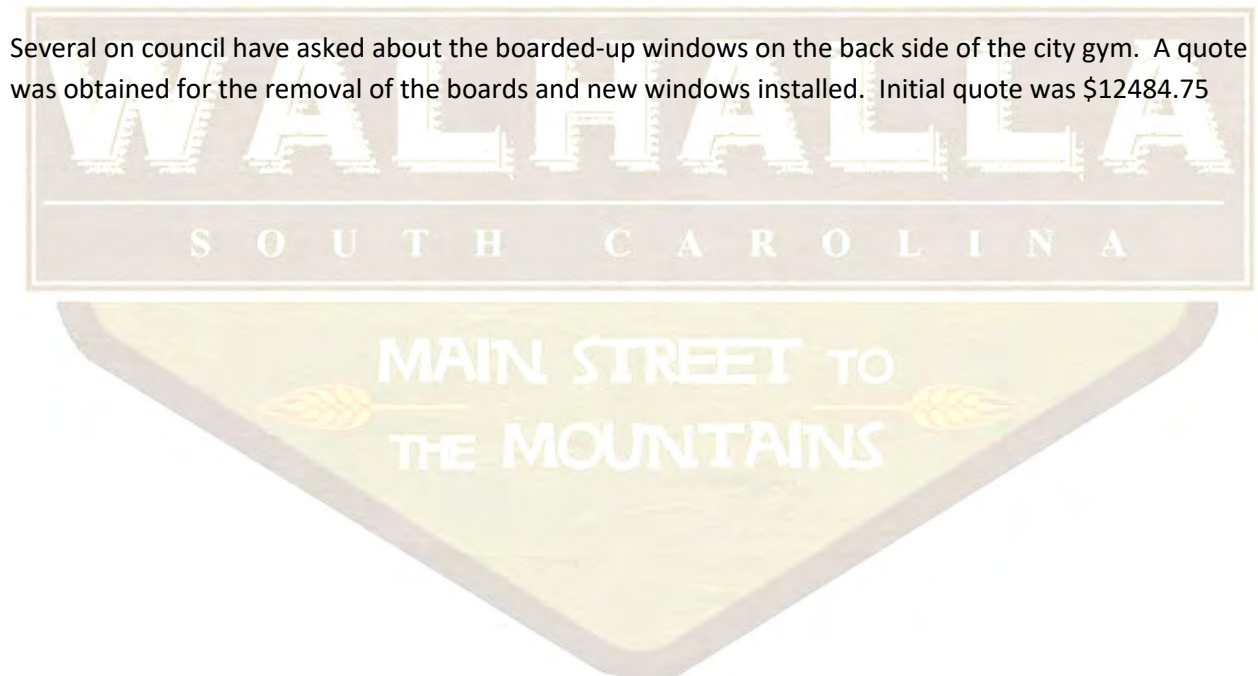 Several on council have asked about the boarded-up windows on the back side of the city gym.  A quote
was obtained for the removal of the boards and new windows installed.  Initial quote was $12484.75
WALHALLA
SOUTH CAROLINA
MAIN STREET TO
THE MOUNTAINS